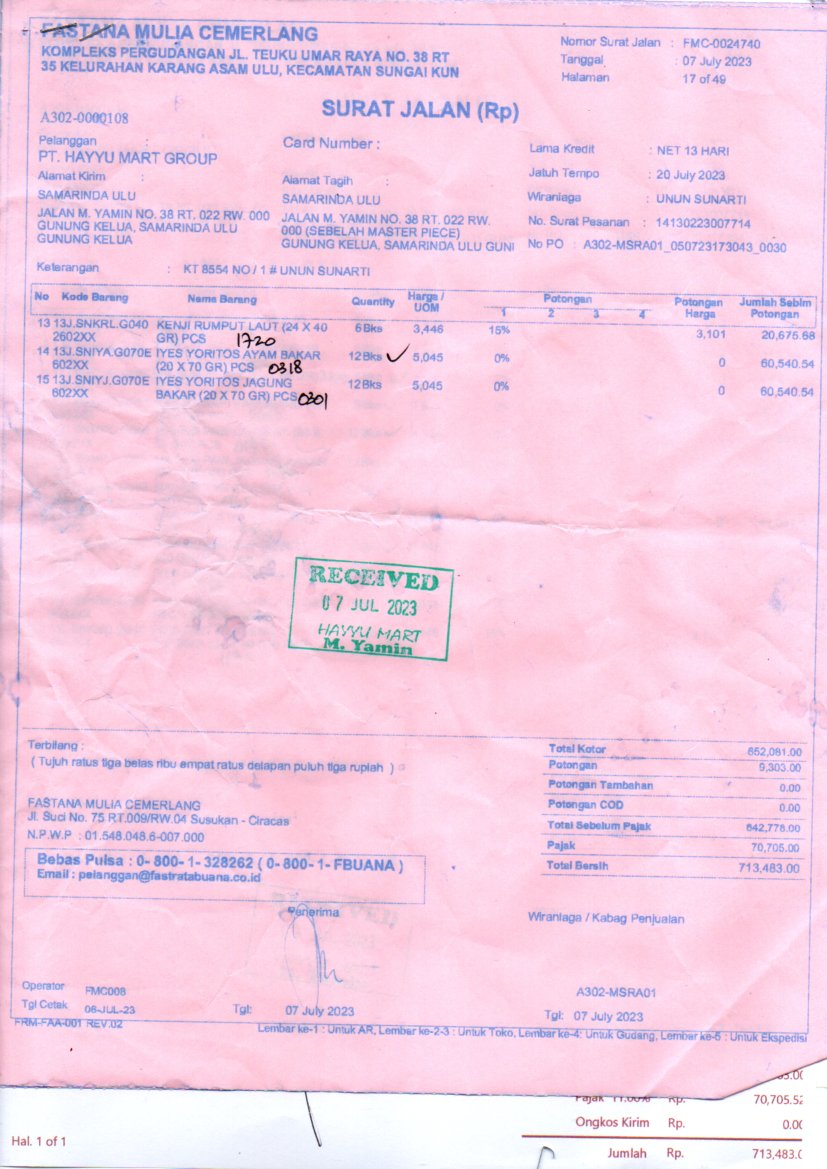 FASTANA MULIA CEMERLANG
KOMPLEKS PERGUDANGAN JL. TEUKU UMAR RAYA NO. 38 RT
35 KELURAHAN KARANG ASAM ULU, KECAMATAN SUNGAI KUN
Nomor Surat Jalan : FMC-0024740
Tanggal : 07 July 2023
Halaman 17 of 49
SURAT JALAN (Rp)
A302-0000108
Pelanggan :
PT. HAYYU MART GROUP
Card Number :
Alamat Kirim :
SAMARINDA ULU
JALAN M. YAMIN NO. 38 RT. 022 RW. 000
GUNUNG KELUA, SAMARINDA ULU
GUNUNG KELUA
Alamat Tagih :
SAMARINDA ULU
JALAN M. YAMIN NO. 38 RT. 022 RW.
000 (SEBELAH MASTER PIECE)
GUNUNG KELUA, SAMARINDA ULU GUNI
Lama Kredit : NET 13 HARI
Jatuh Tempo : 20 July 2023
Wiraniaga : UNUN SUNARTI
No. Surat Pesanan : 14130223007714
No PO : A302-MSRA01_050723173043_0030
Keterangan : KT 8554 NO / 1 # UNUN SUNARTI
No Kode Barang Nama Barang Quantity Harga / UOM Potongan 1 2 3 4 Potongan Harga Jumlah Seblm Potongan
13 13J.SNKRL.G040 KENJI RUMPUT LAUT (24 X 40 6 Bks 3,446 15% 3,101 20,675.68
2602XX GR) PCS 1720
14 13J.SNIYA.G070E IYES YORITOS AYAM BAKAR 12 Bks ✓ 5,045 0% 0 60,540.54
602XX (20 X 70 GR) PCS 0318
15 13J.SNIYJ.G070E IYES YORITOS JAGUNG 12 Bks 5,045 0% 0 60,540.54
602XX BAKAR (20 X 70 GR) PCS 0301
RECEIVED
07 JUL 2023
HAYYU MART
M. Yamin
Terbilang :
( Tujuh ratus tiga belas ribu empat ratus delapan puluh tiga rupiah )
Total Kotor 652,081.00
Potongan 9,303.00
Potongan Tambahan 0.00
Potongan COD 0.00
Total Sebelum Pajak 642,778.00
Pajak 70,705.00
Total Bersih 713,483.00
FASTANA MULIA CEMERLANG
Jl. Suci No. 75 RT.009/RW.04 Susukan - Ciracas
N.P.W.P : 01.548.048.6-007.000
Bebas Pulsa : 0- 800- 1- 328262 ( 0- 800- 1- FBUANA )
Email : pelanggan@fastratabuana.co.id
Penerima
Wiraniaga / Kabag Penjualan
Operator FMC008
A302-MSRA01
Tgl Cetak 06-JUL-23
Tgl: 07 July 2023
Tgl: 07 July 2023
FRM-FAA-001 REV.02
Lembar ke-1 : Untuk AR, Lembar ke-2-3 : Untuk Toko, Lembar ke-4: Untuk Gudang, Lembar ke-5 : Untuk Ekspedisi
Pajak 11.00% Rp. 70,705.52
Ongkos Kirim Rp. 0.00
Hal. 1 of 1
Jumlah Rp. 713,483.0